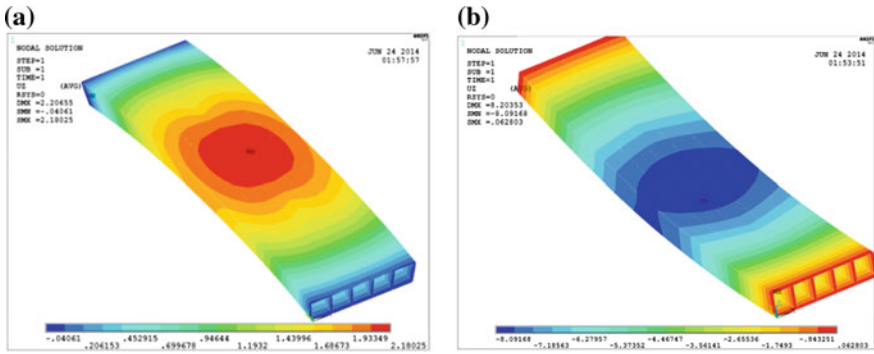 (a)
NODAL SOLUTION
STEP=1
SUB =1
TIME=1
UZ (AVG)
RSYS=0
DMX =2.20655
SMN =-.04061
SMX =2.18025
JUN 24 2014
01:57:57
-.04061 .452915 .94644 1.43996 1.93349
.206153 .699678 1.1932 1.68673 2.18025
(b)
NODAL SOLUTION
STEP=1
SUB =1
TIME=1
UZ (AVG)
RSYS=0
DMX =8.20353
SMN =-8.09168
SMX =.062803
JUN 24 2014
01:53:51
-8.09168 -6.27957 -4.46747 -2.65536 -.843251
-7.18563 -5.37352 -3.56141 -1.7493 .062803